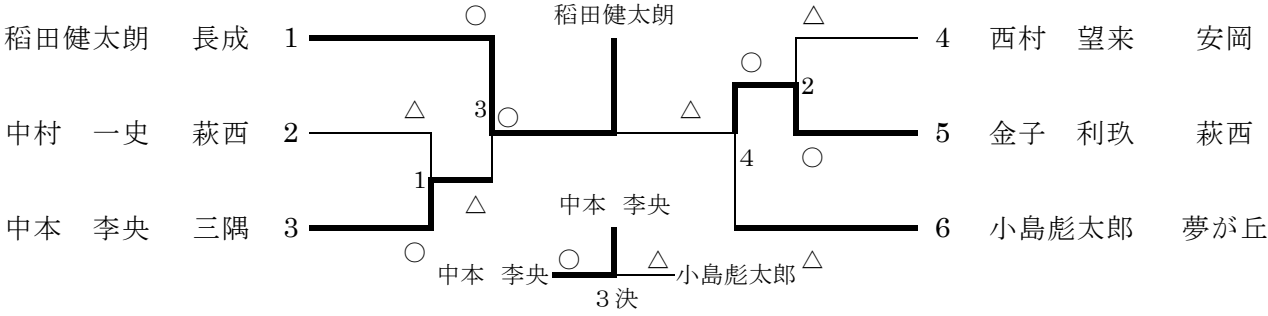 ○ 稲田健太朗 △
稲田健太朗 長成 1 4 西村 望来 安岡
○
2
△ 3 ○ △
中村 一史 萩西 2 5 金子 利玖 萩西
4 ○
1
△ 中本 李央
中本 李央 三隅 3 6 小島彪太郎 夢が丘
○ 中本 李央 ○ △ 小島彪太郎 △
3決